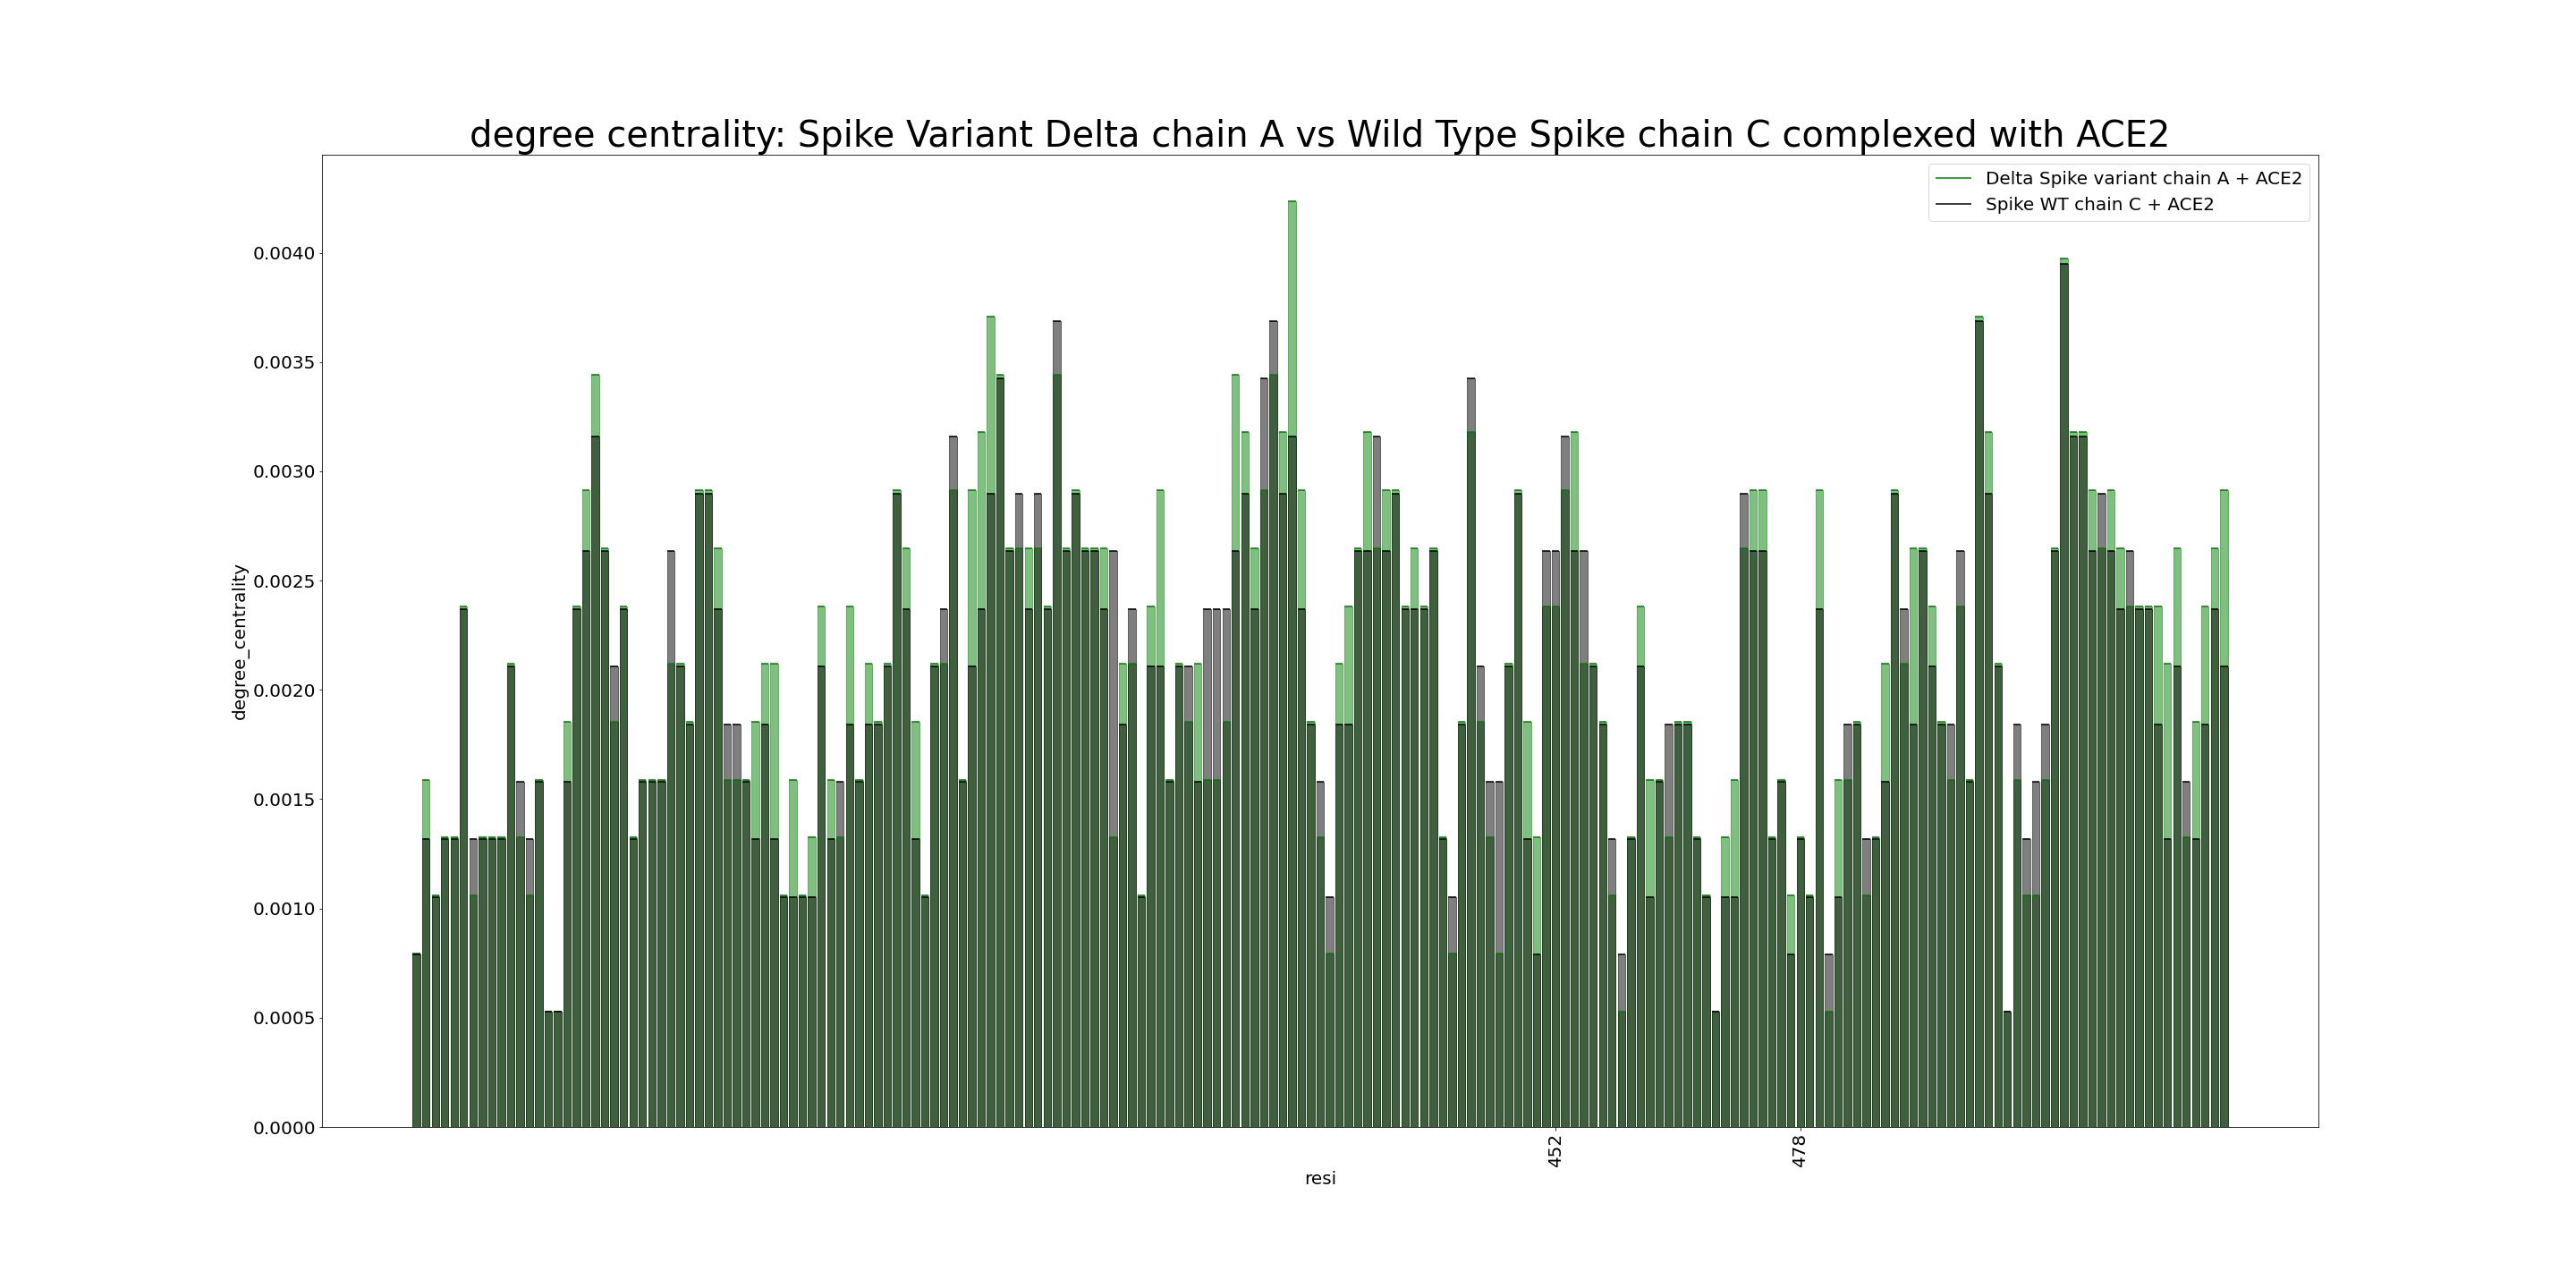 degree centrality: Spike Variant Delta chain A vs Wild Type Spike chain C complexed with ACE2
Delta Spike variant chain A + ACE2
Spike WT chain C + ACE2
0.0040
0.0035
0.0030
0.0025
0.0020
0.0015
0.0010
0.0005
0.0000
degree_centrality
452
478
resi